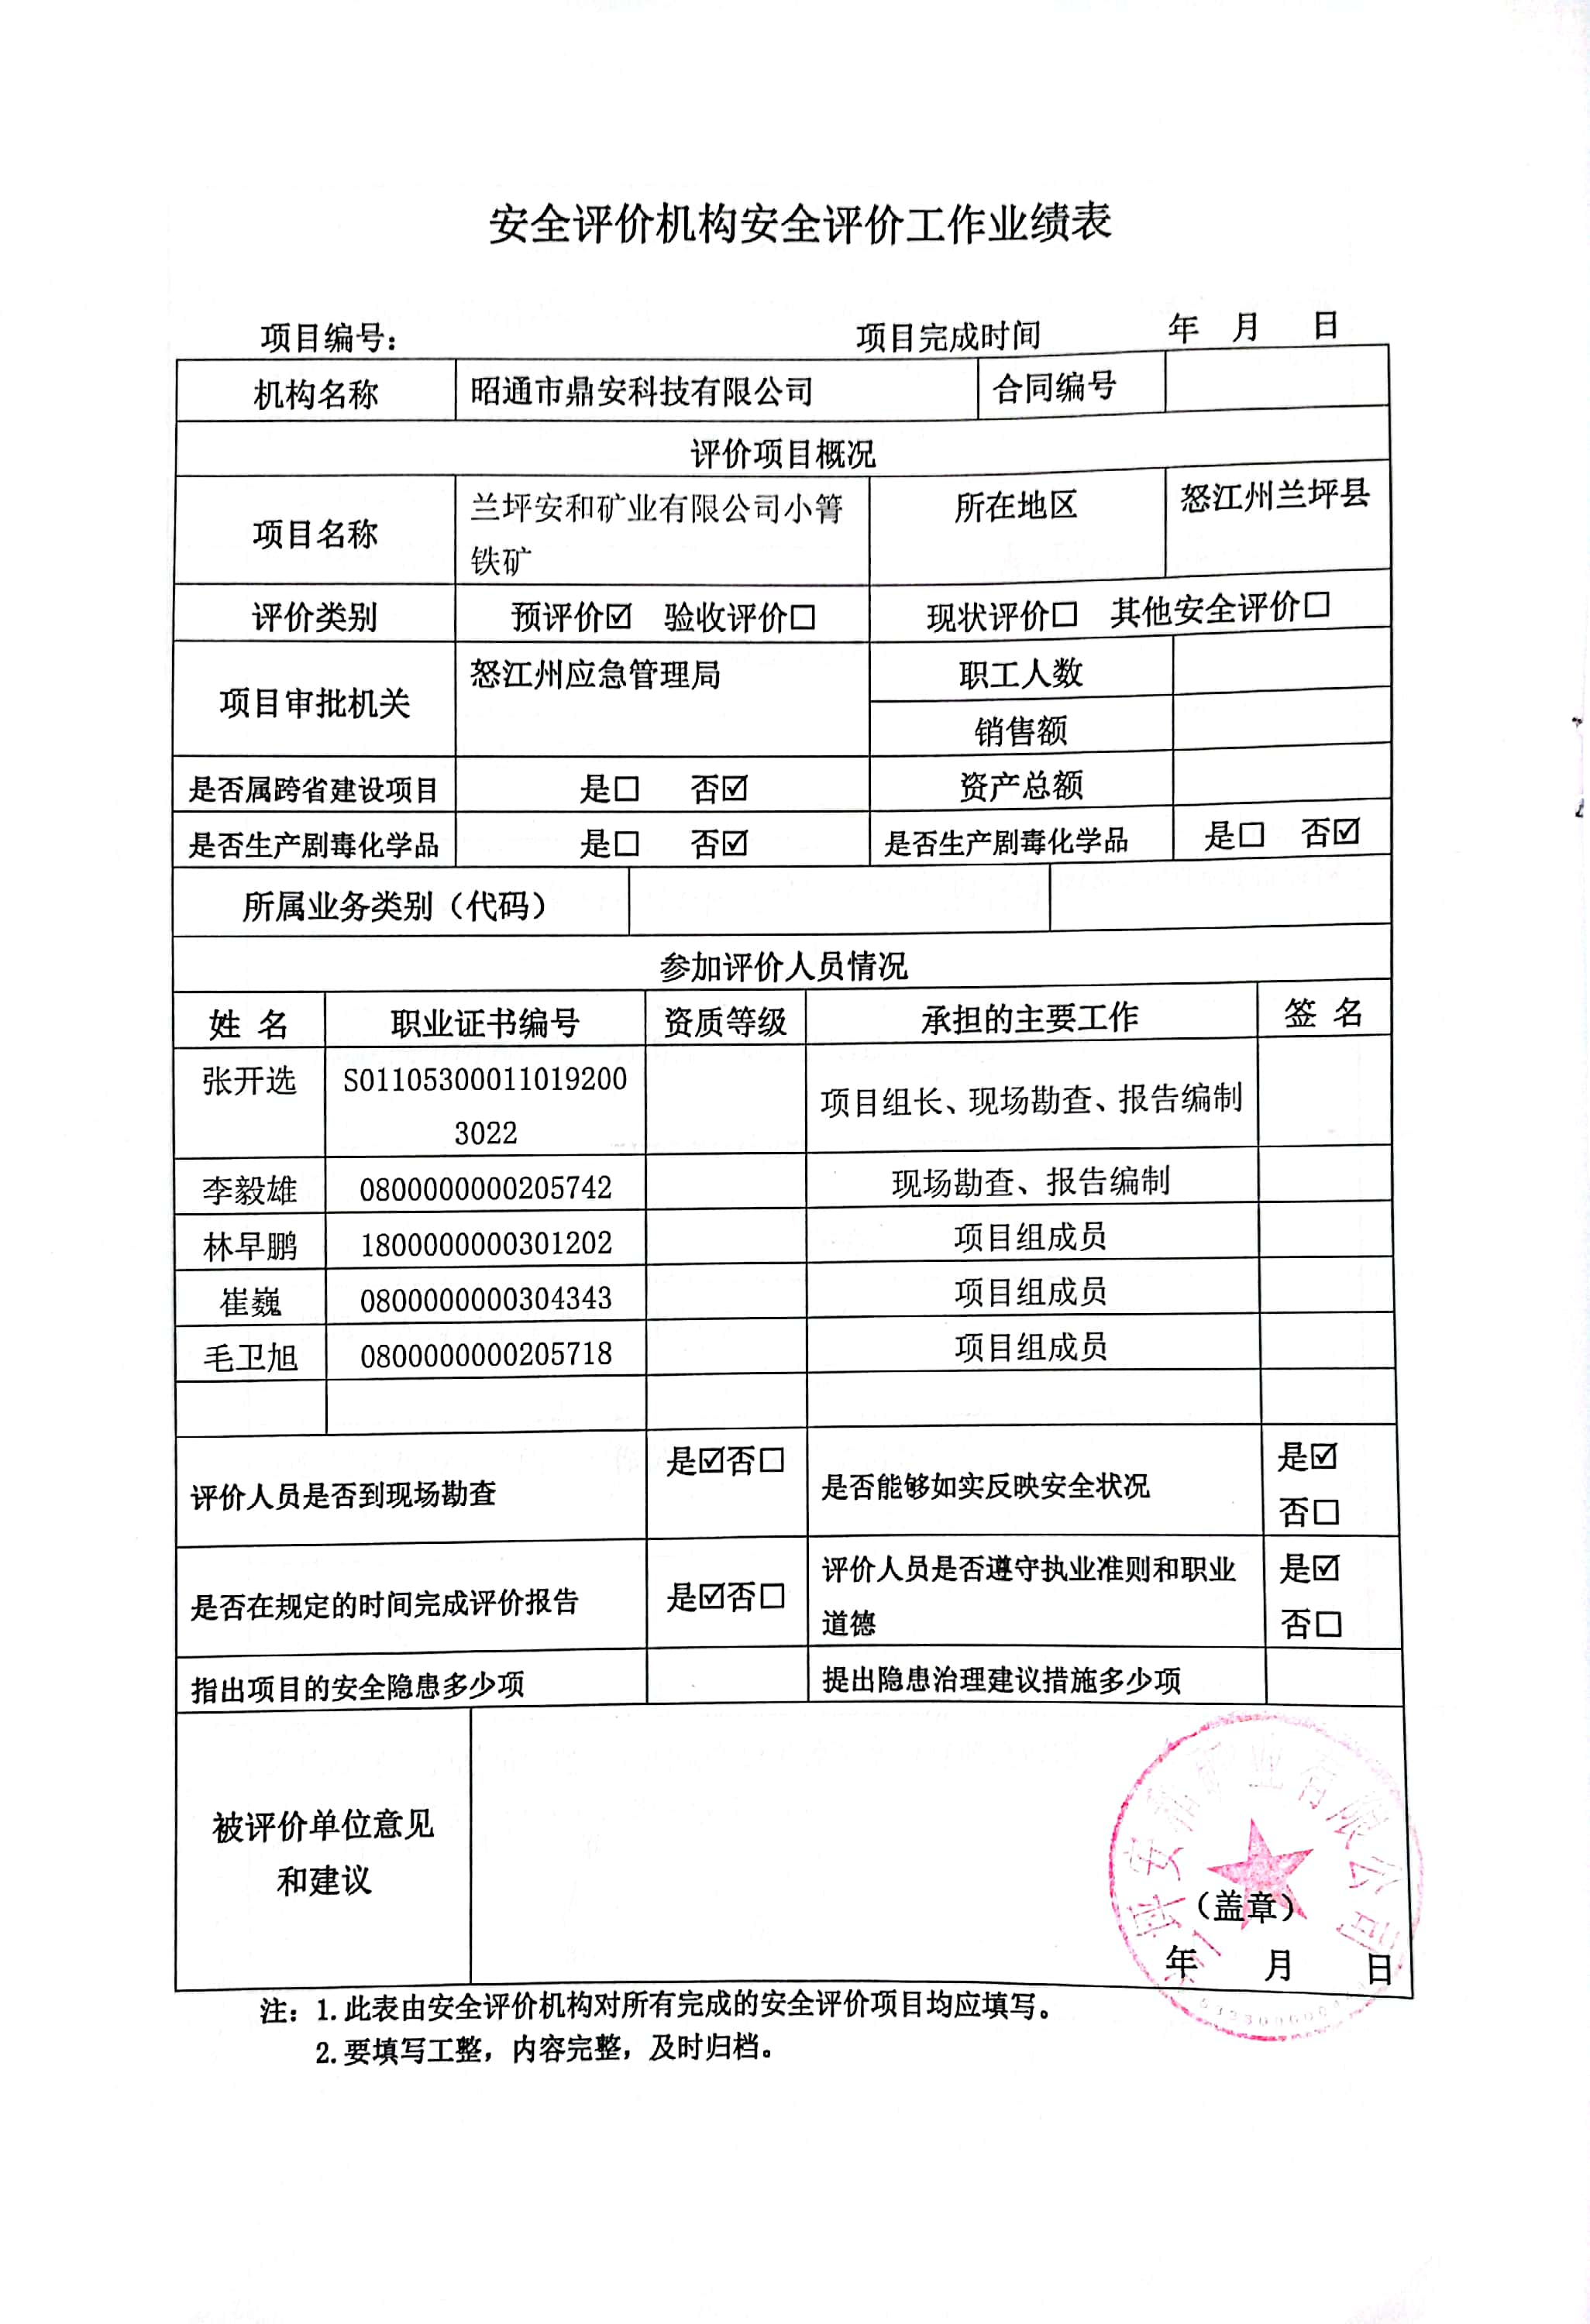 安全评价机构安全评价工作业绩表
项目编号： 项目完成时间 年 月 日
机构名称 昭通市鼎安科技有限公司 合同编号
评价项目概况
项目名称 兰坪安和矿业有限公司小箐
铁矿 所在地区 怒江州兰坪县
评价类别 预评价☑ 验收评价☐ 现状评价☐ 其他安全评价☐
项目审批机关 怒江州应急管理局 职工人数
销售额
是否属跨省建设项目 是☐ 否☑ 资产总额
是否生产剧毒化学品 是☐ 否☑ 是否生产剧毒化学品 是☐ 否☑
所属业务类别（代码）
参加评价人员情况
姓 名 职业证书编号 资质等级 承担的主要工作 签 名
张开选 S01105300011019200
3022 项目组长、现场勘查、报告编制
李毅雄 0800000000205742 现场勘查、报告编制
林早鹏 1800000000301202 项目组成员
崔巍 0800000000304343 项目组成员
毛卫旭 0800000000205718 项目组成员
评价人员是否到现场勘查 是☑否☐ 是否能够如实反映安全状况 是☑
否☐
是否在规定的时间完成评价报告 是☑否☐ 评价人员是否遵守执业准则和职业
道德 是☑
否☐
指出项目的安全隐患多少项 提出隐患治理建议措施多少项
被评价单位意见
和建议
兰坪安和矿业有限公司
（盖章）
年 月 日
注：1.此表由安全评价机构对所有完成的安全评价项目均应填写。
2.要填写工整，内容完整，及时归档。